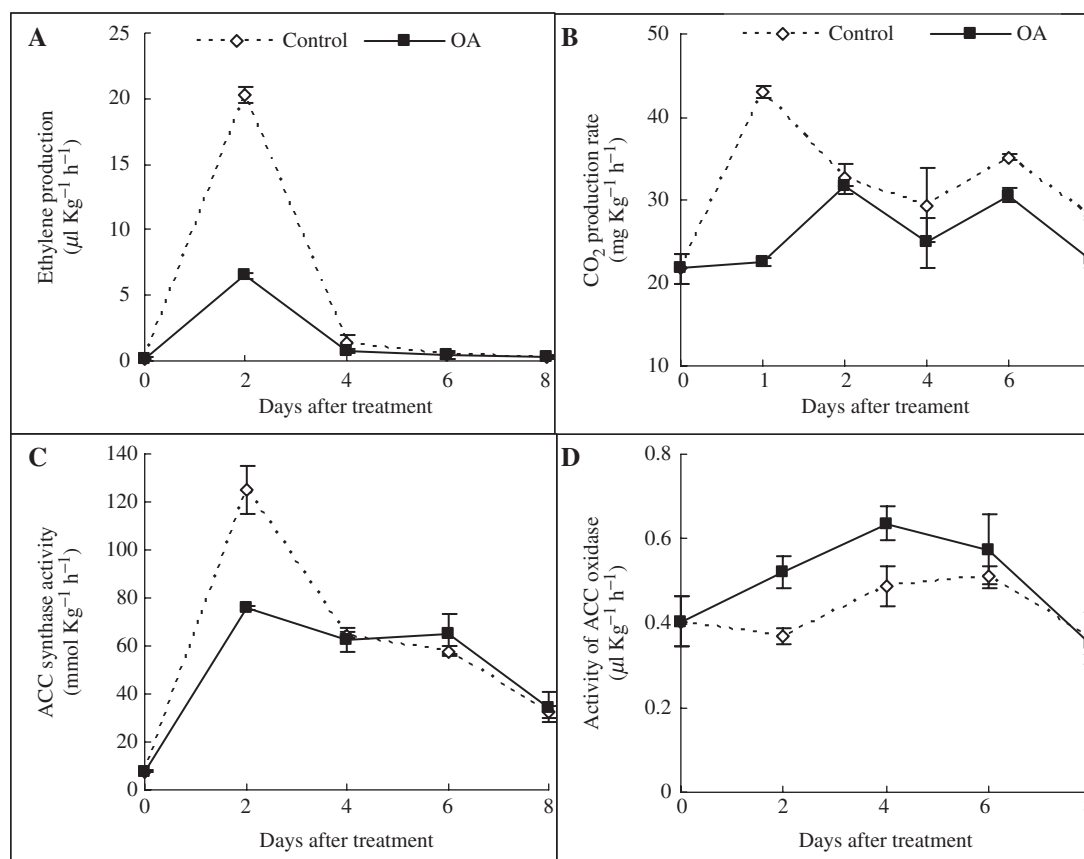 A
Control
OA
Ethylene production
(µl Kg⁻¹ h⁻¹)
25
20
15
10
5
0
0 2 4 6 8
Days after treatment
B
Control
OA
CO₂ production rate
(mg Kg⁻¹ h⁻¹)
50
40
30
20
10
0 1 2 4 6
Days after treament
C
ACC synthase activity
(mmol Kg⁻¹ h⁻¹)
140
120
100
80
60
40
20
0
0 2 4 6 8
Days after treatment
D
Activity of ACC oxidase
(µl Kg⁻¹ h⁻¹)
0.8
0.6
0.4
0.2
0
0 2 4 6
Days after treatment